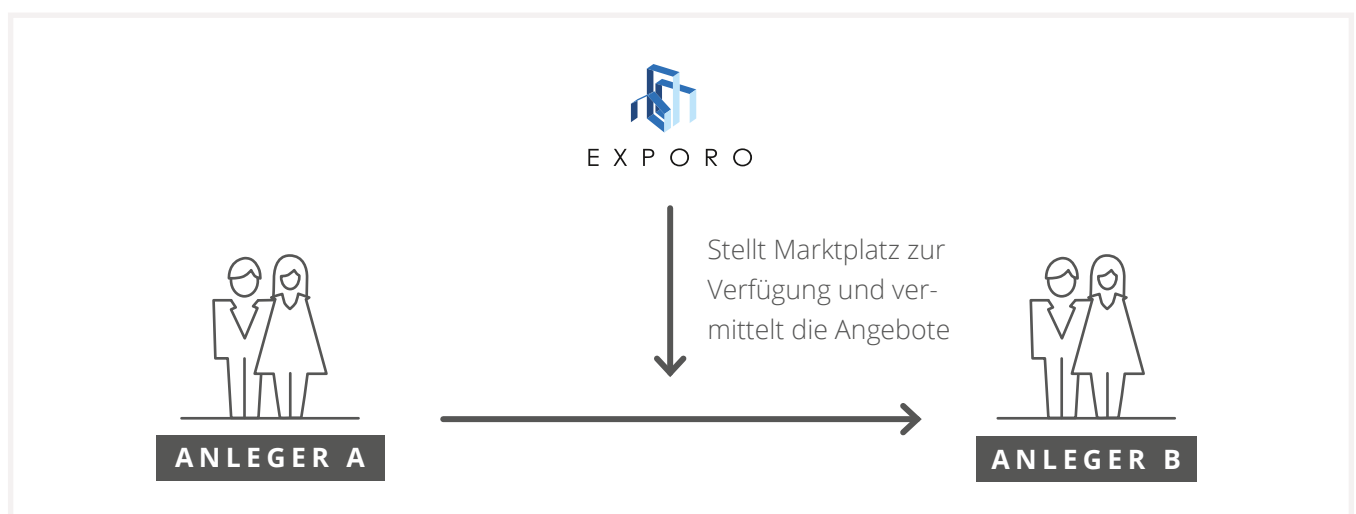 EXPORO
Stellt Marktplatz zur
Verfügung und ver-
mittelt die Angebote
ANLEGER A
ANLEGER B